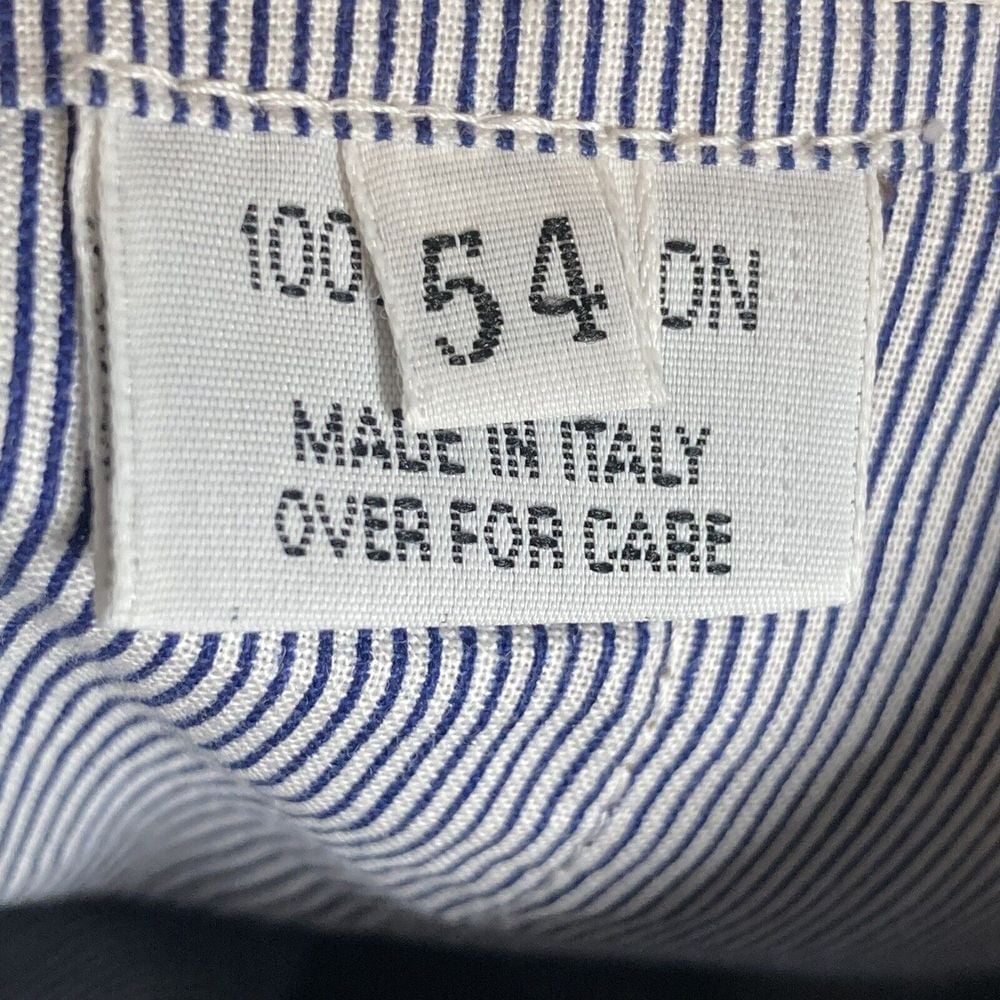 100 54 ON
MADE IN ITALY
OVER FOR CARE